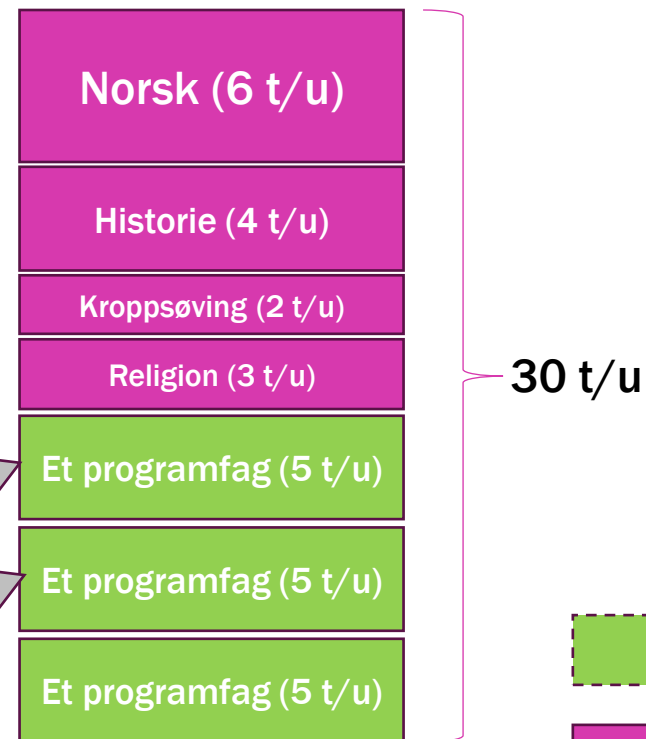 Norsk (6 t/u)
Historie (4 t/u)
Kroppsøving (2 t/u)
Religion (3 t/u)
30 t/u
Et programfag (5 t/u)
Et programfag (5 t/u)
Et programfag (5 t/u)